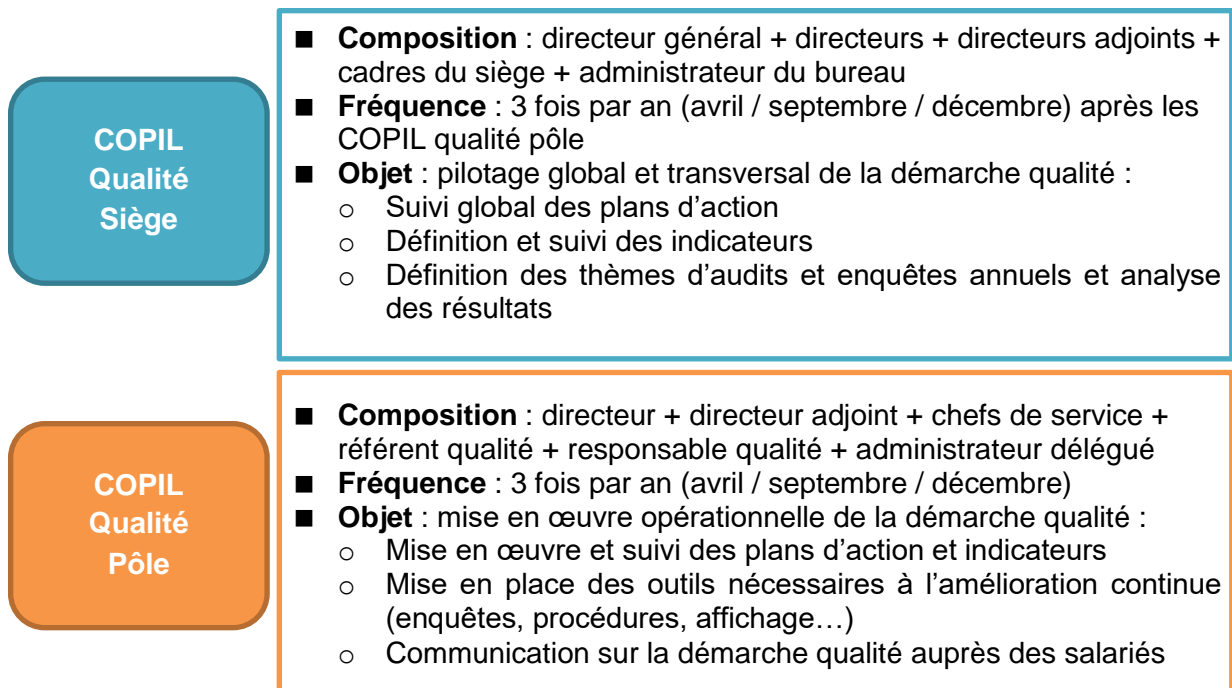 COPIL
Qualité
Siège
■ Composition : directeur général + directeurs + directeurs adjoints +
cadres du siège + administrateur du bureau
■ Fréquence : 3 fois par an (avril / septembre / décembre) après les
COPIL qualité pôle
■ Objet : pilotage global et transversal de la démarche qualité :
o Suivi global des plans d’action
o Définition et suivi des indicateurs
o Définition des thèmes d’audits et enquêtes annuels et analyse
des résultats
COPIL
Qualité
Pôle
■ Composition : directeur + directeur adjoint + chefs de service +
référent qualité + responsable qualité + administrateur délégué
■ Fréquence : 3 fois par an (avril / septembre / décembre)
■ Objet : mise en œuvre opérationnelle de la démarche qualité :
o Mise en œuvre et suivi des plans d’action et indicateurs
o Mise en place des outils nécessaires à l’amélioration continue
(enquêtes, procédures, affichage…)
o Communication sur la démarche qualité auprès des salariés